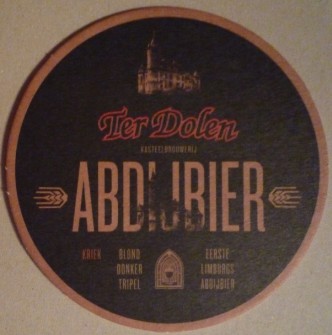 Ter Dolen
KASTEELBROUWERIJ
ABDIJBIER
KRIEK
BLOND
DONKER
TRIPEL
EERSTE
LIMBURGS
ABDIJBIER